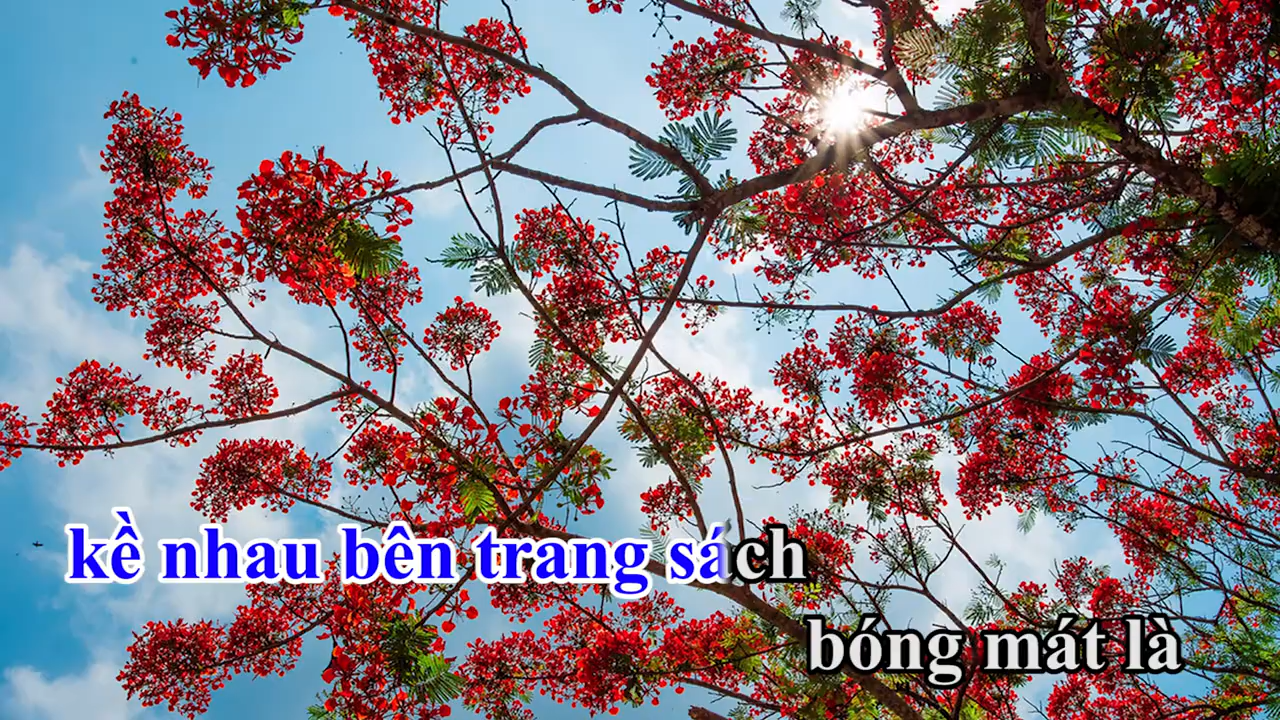 kề nhau bên trang sách
bóng mát là